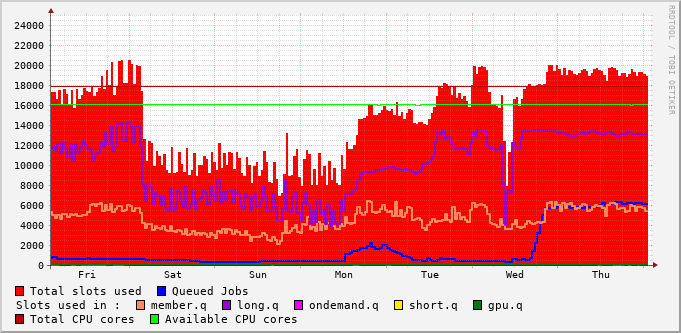 RRDTOOL / TOBI OETIKER
24000
22000
20000
18000
16000
14000
12000
10000
8000
6000
4000
2000
0
Fri Sat Sun Mon Tue Wed Thu
Total slots used Queued Jobs
Slots used in : member.q long.q ondemand.q short.q gpu.q
Total CPU cores Available CPU cores